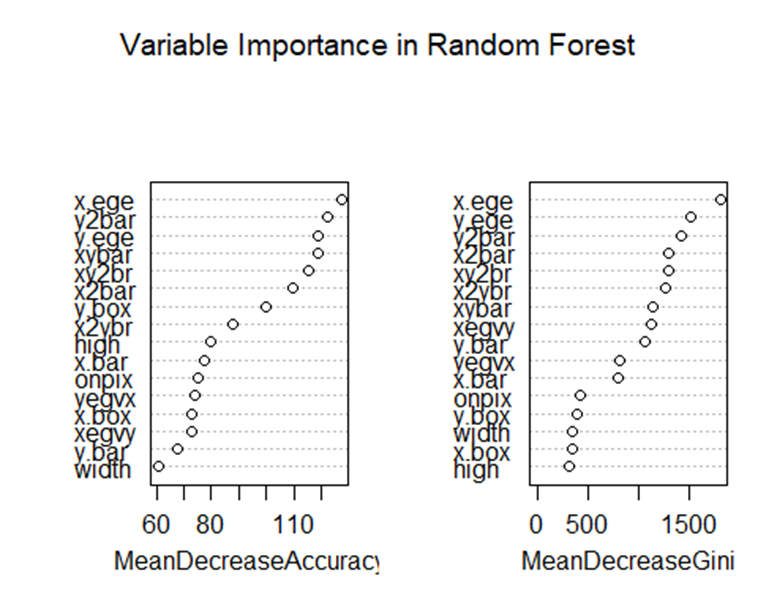 Variable Importance in Random Forest
x.ege
y2bar
y.ege
xybar
xy2br
x2bar
y.box
x2ybr
high
x.bar
onpix
yegvx
x.box
xegvy
y.bar
width
60 80 110
MeanDecreaseAccuracy
x.ege
y.ege
y2bar
x2bar
xy2br
x2ybr
xybar
xegvy
y.bar
yegvx
x.bar
onpix
y.box
width
x.box
high
0 500 1500
MeanDecreaseGini